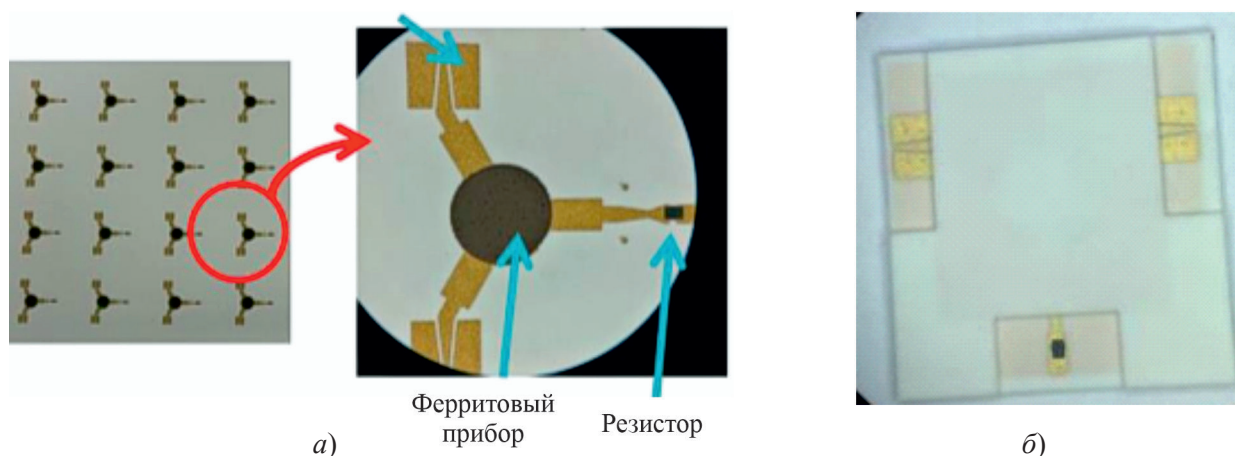 Ферритовый
прибор
Резистор
а)
б)